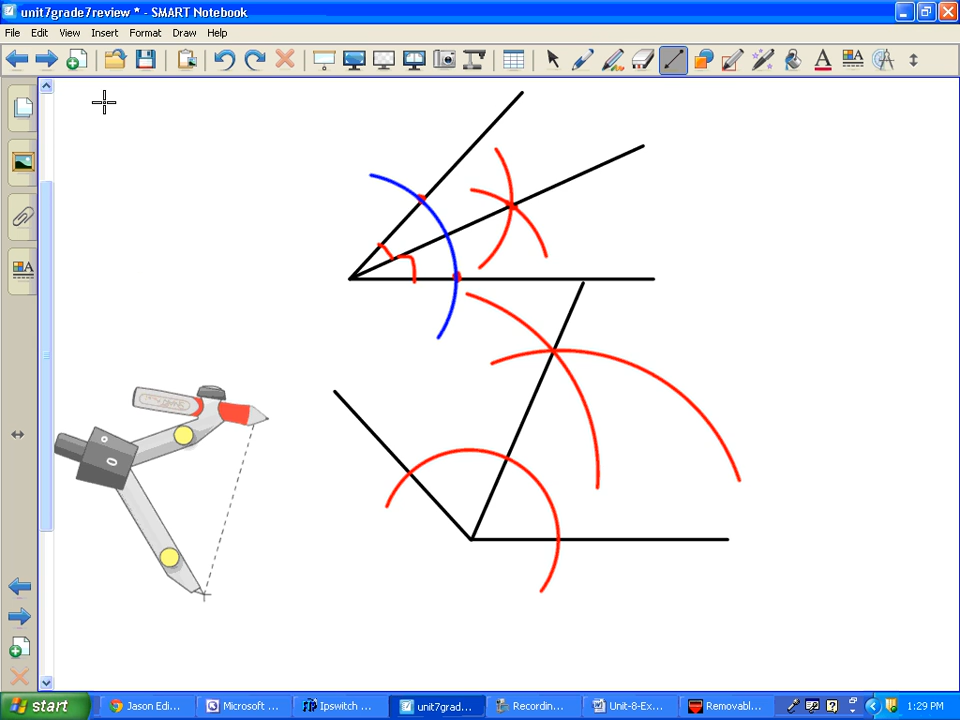 unit7grade7review * - SMART Notebook
File Edit View Insert Format Draw Help
start
Jason Edi...
Microsoft ...
Ipswitch ...
unit7grad...
Recordin...
Unit-8-Ex...
Removabl...
1:29 PM